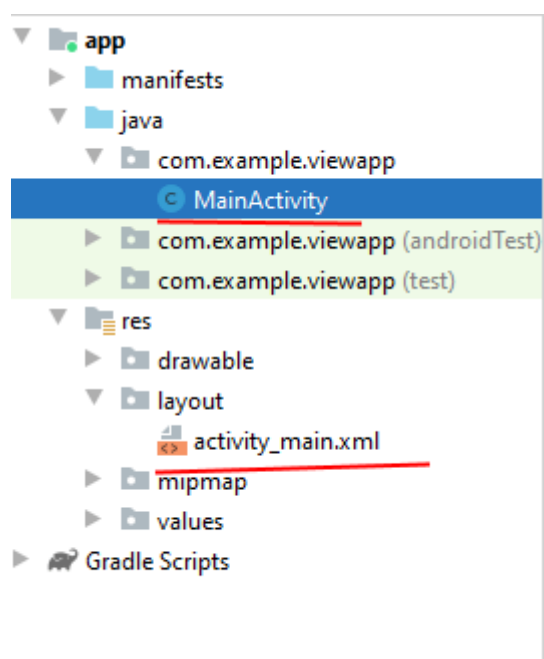 app
manifests
java
com.example.viewapp
C MainActivity
com.example.viewapp (androidTest)
com.example.viewapp (test)
res
drawable
layout
activity_main.xml
mipmap
values
Gradle Scripts